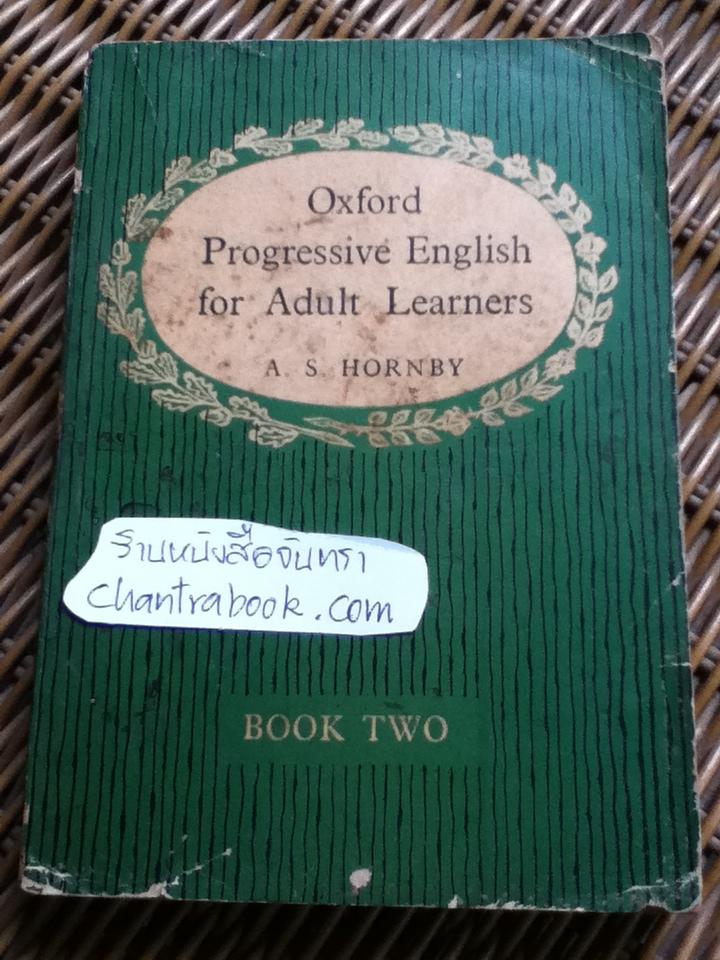 Oxford
Progressive English
for Adult Learners
A. S. HORNBY
ร้านหนังสือจันทรา
chantrabook.com
BOOK TWO